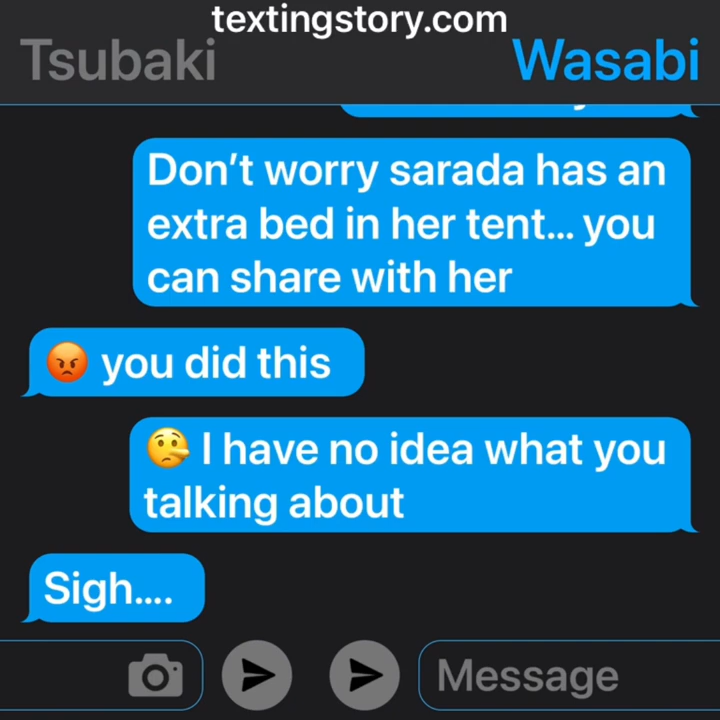 textingstory.com
Tsubaki
Wasabi
Don't worry sarada has an
extra bed in her tent... you
can share with her
😡 you did this
🤥 I have no idea what you
talking about
Sigh....
Message